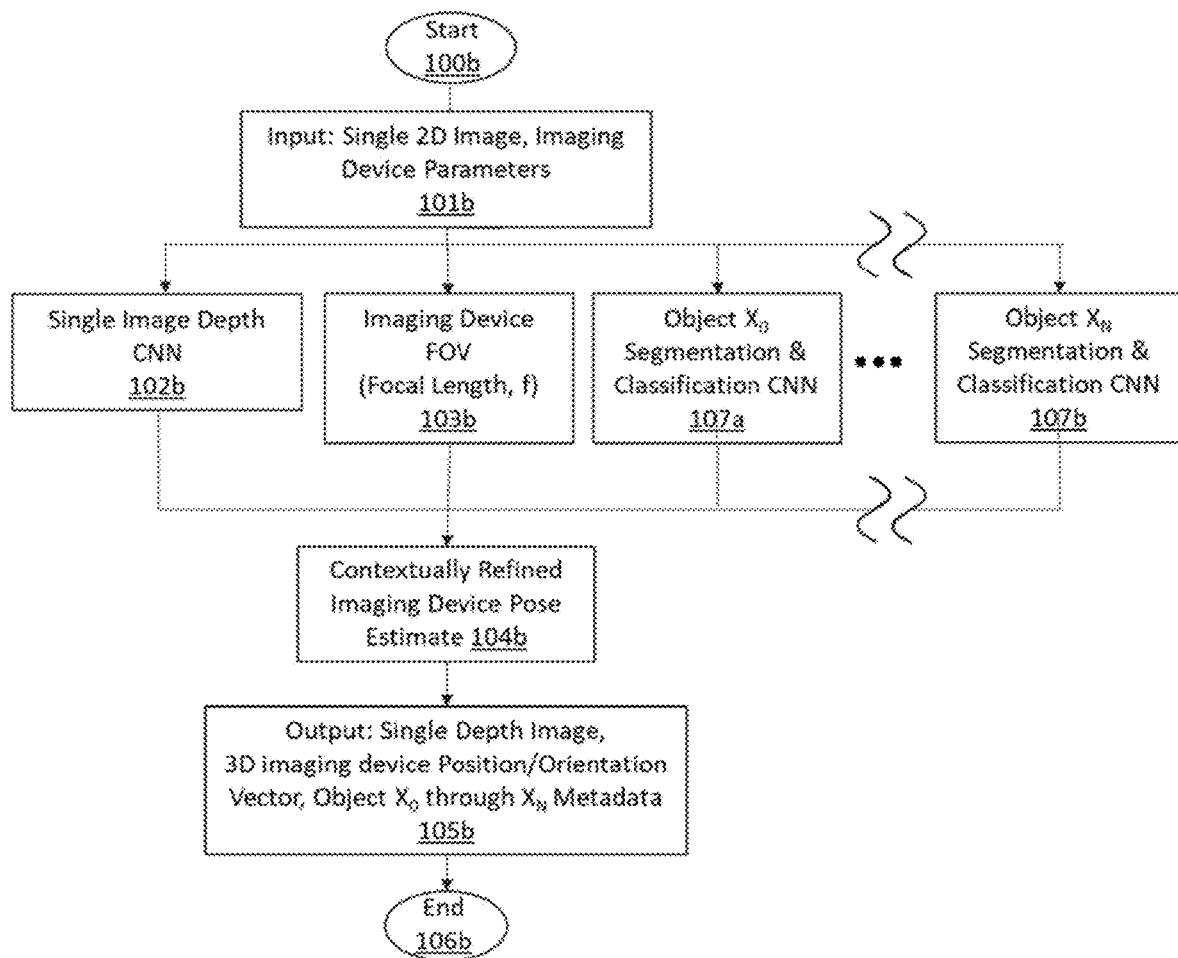 Start
100b
Input: Single 2D Image, Imaging
Device Parameters
101b
Single Image Depth
CNN
102b
Imaging Device
FOV
(Focal Length, f)
103b
Object X₀
Segmentation &
Classification CNN
107a
Object X_N
Segmentation &
Classification CNN
107b
Contextually Refined
Imaging Device Pose
Estimate 104b
Output: Single Depth Image,
3D imaging device Position/Orientation
Vector, Object X₀ through X_N Metadata
105b
End
106b